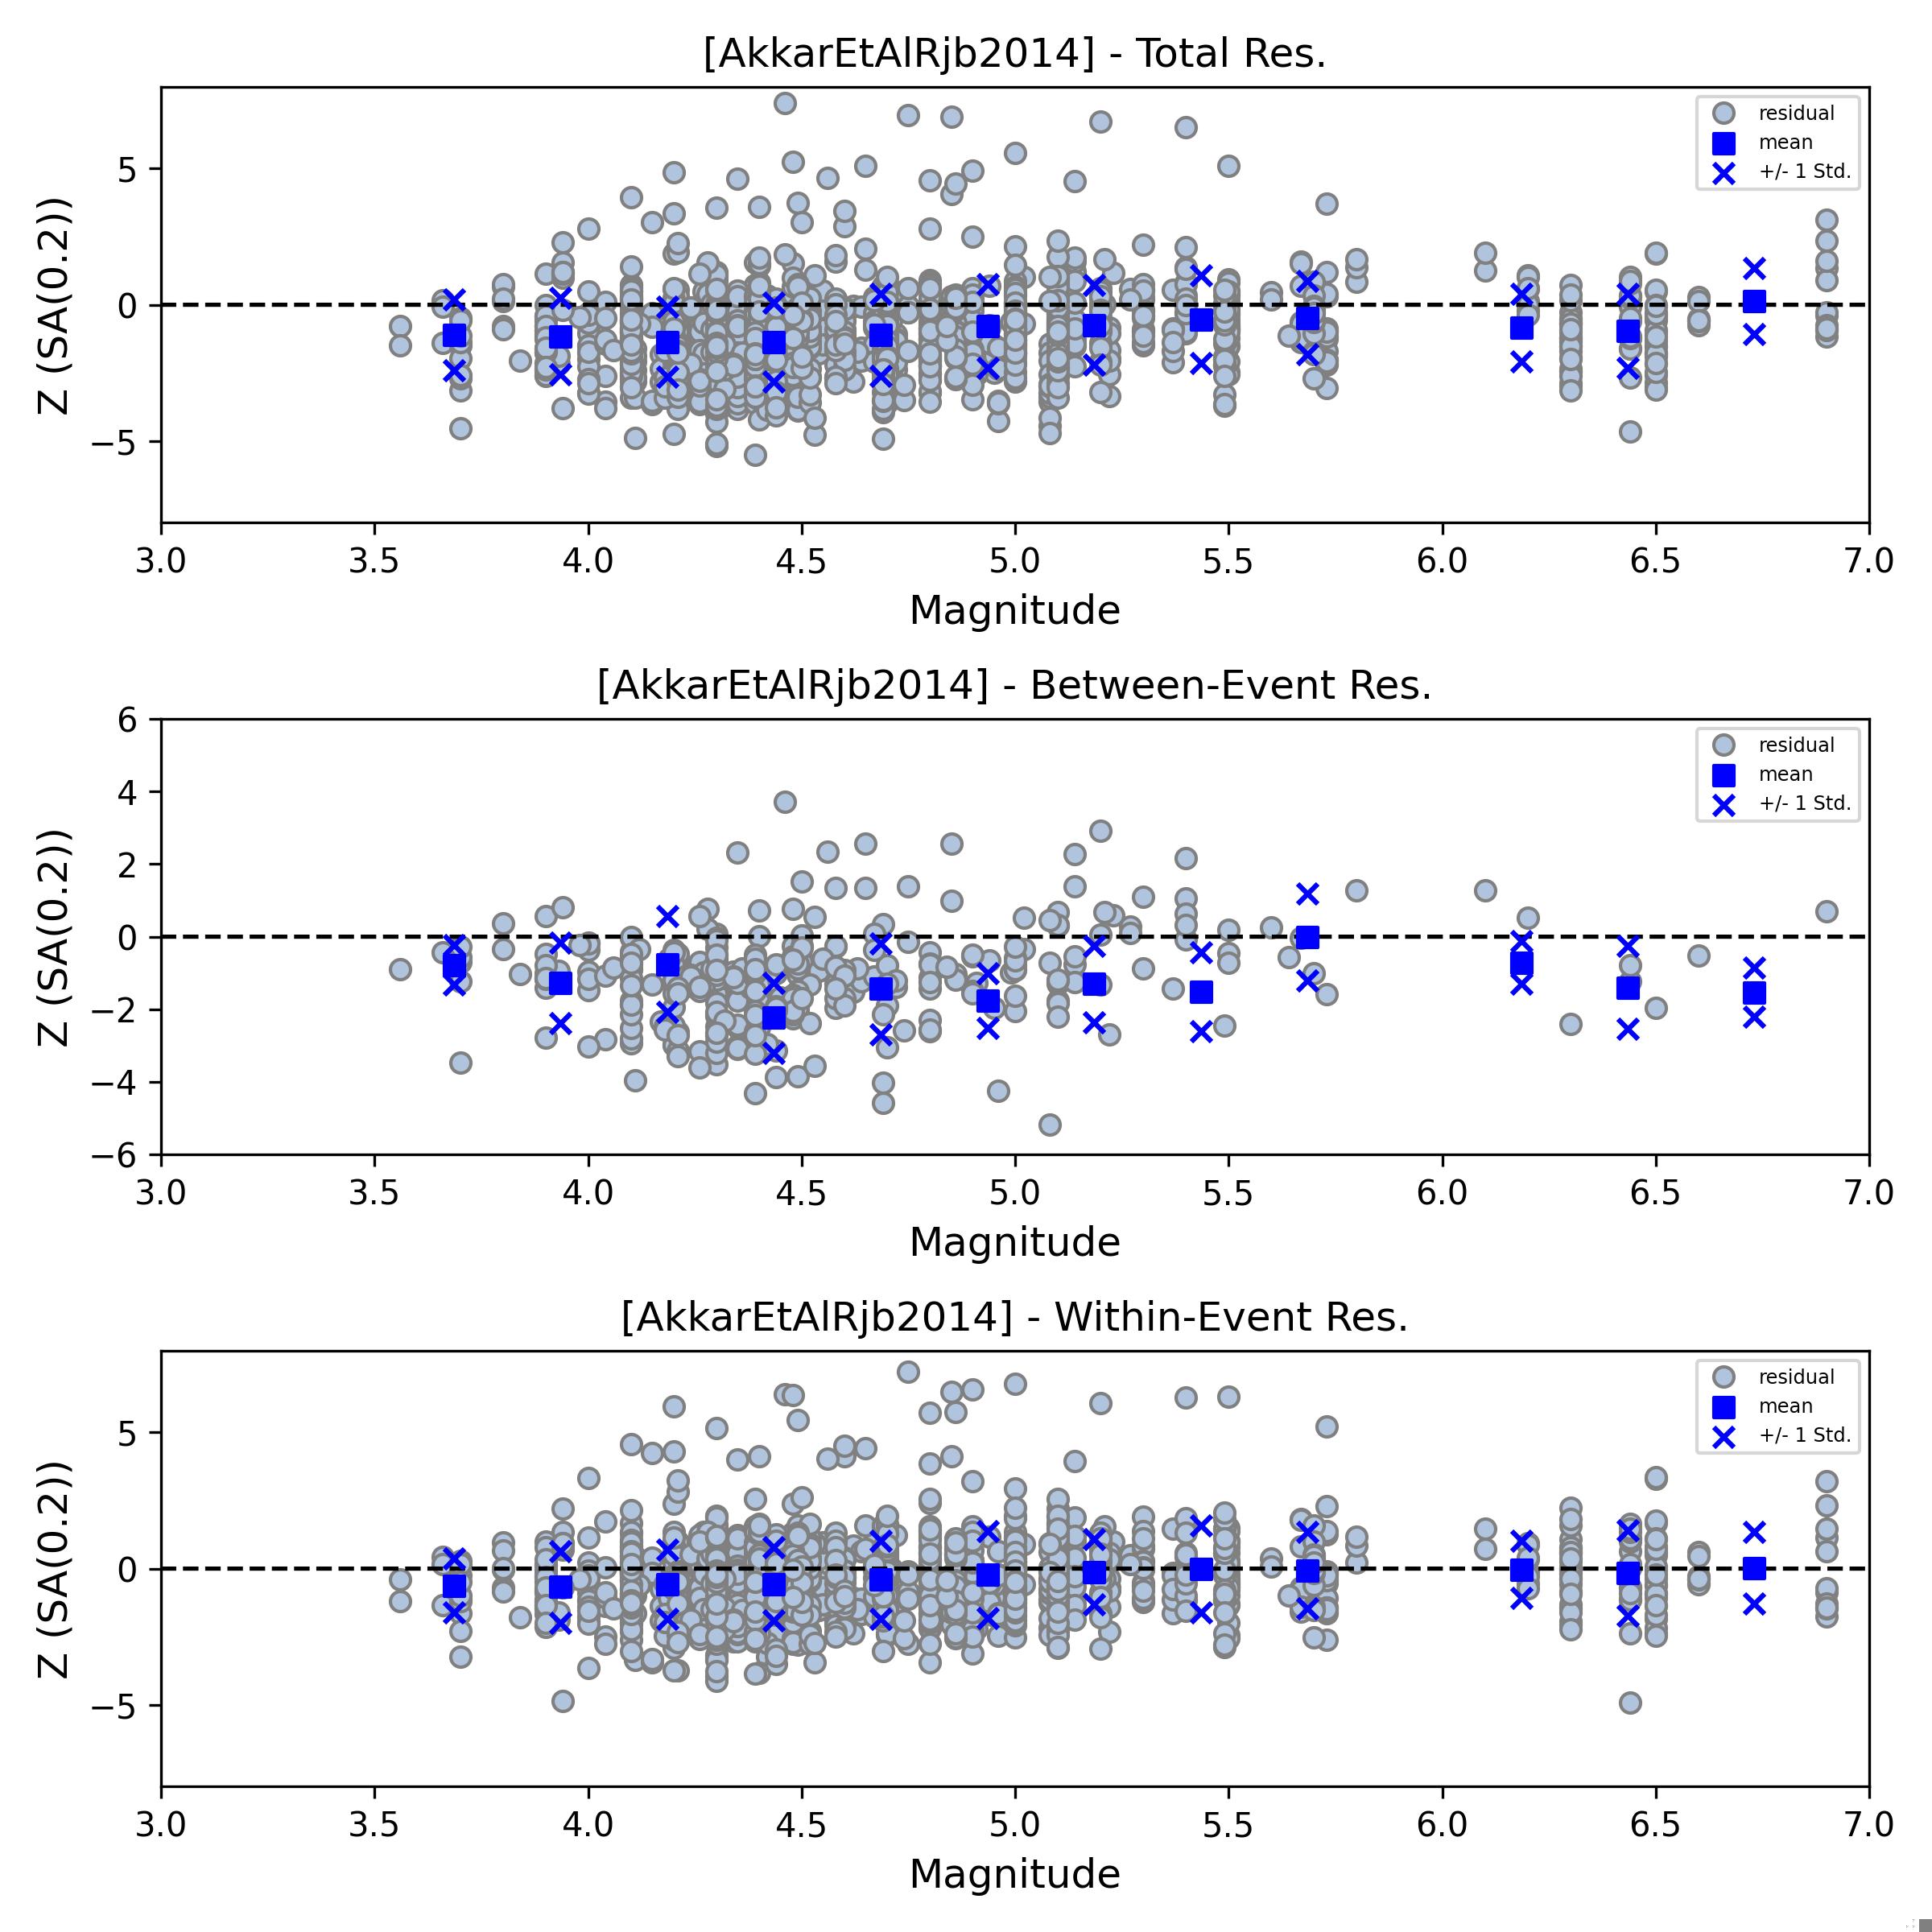 [AkkarEtAlRjb2014] - Total Res.
residual
mean
+/- 1 Std.
5
0
−5
Z (SA(0.2))
3.0 3.5 4.0 4.5 5.0 5.5 6.0 6.5 7.0
Magnitude
[AkkarEtAlRjb2014] - Between-Event Res.
residual
mean
+/- 1 Std.
6
4
2
0
−2
−4
−6
Z (SA(0.2))
3.0 3.5 4.0 4.5 5.0 5.5 6.0 6.5 7.0
Magnitude
[AkkarEtAlRjb2014] - Within-Event Res.
residual
mean
+/- 1 Std.
5
0
−5
Z (SA(0.2))
3.0 3.5 4.0 4.5 5.0 5.5 6.0 6.5 7.0
Magnitude